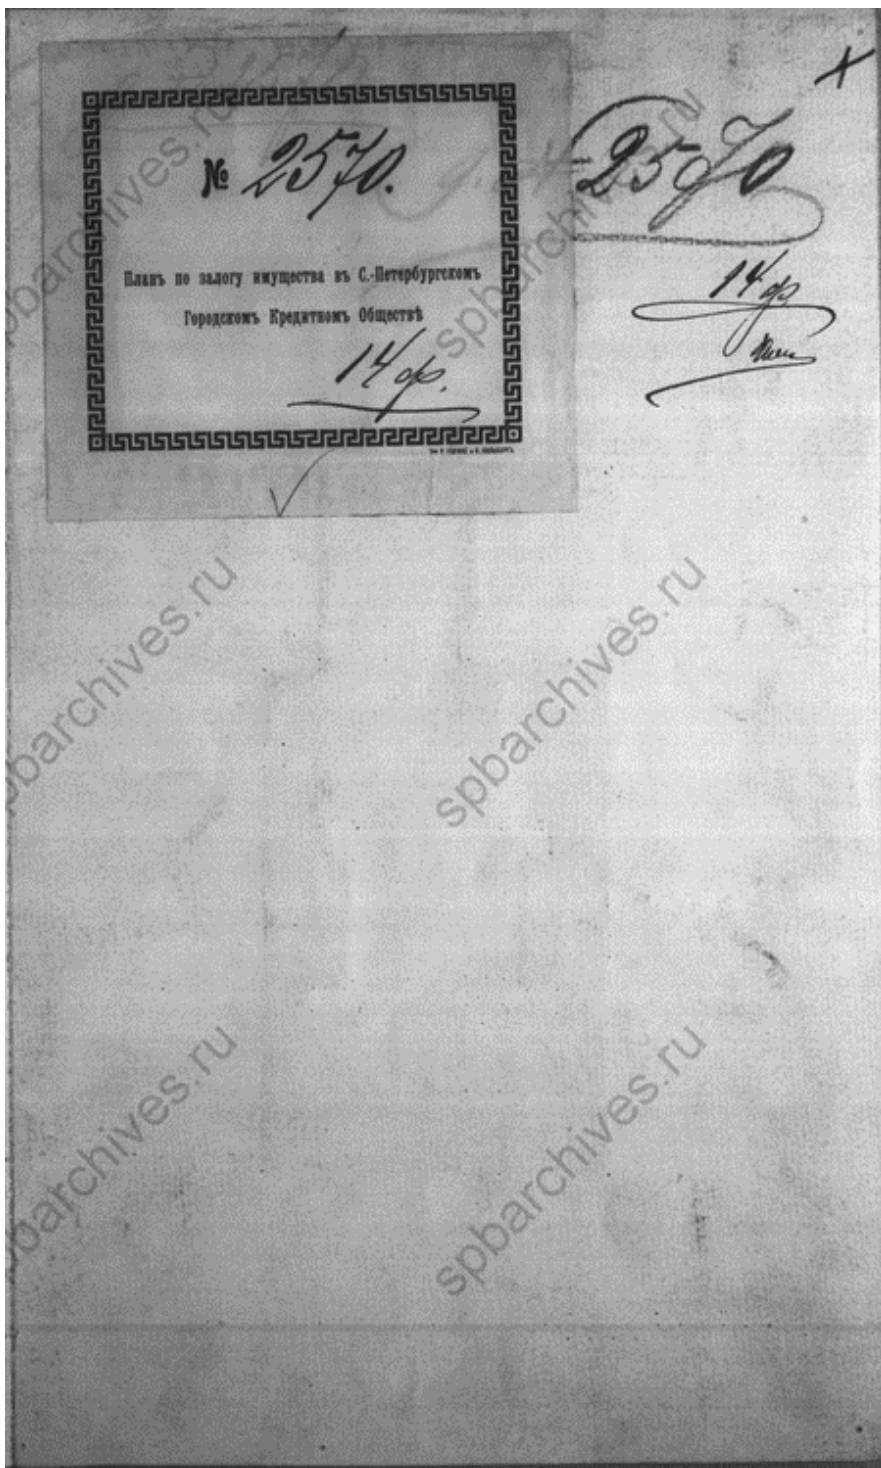 № 2570.
Планъ по залогу имущества въ С.-Петербургскомъ
Городскомъ Кредитномъ Обществѣ
14 ф.
2570
14 ф.
spbarchives.ru
spbarchives.ru
spbarchives.ru
spbarchives.ru
spbarchives.ru
spbarchives.ru